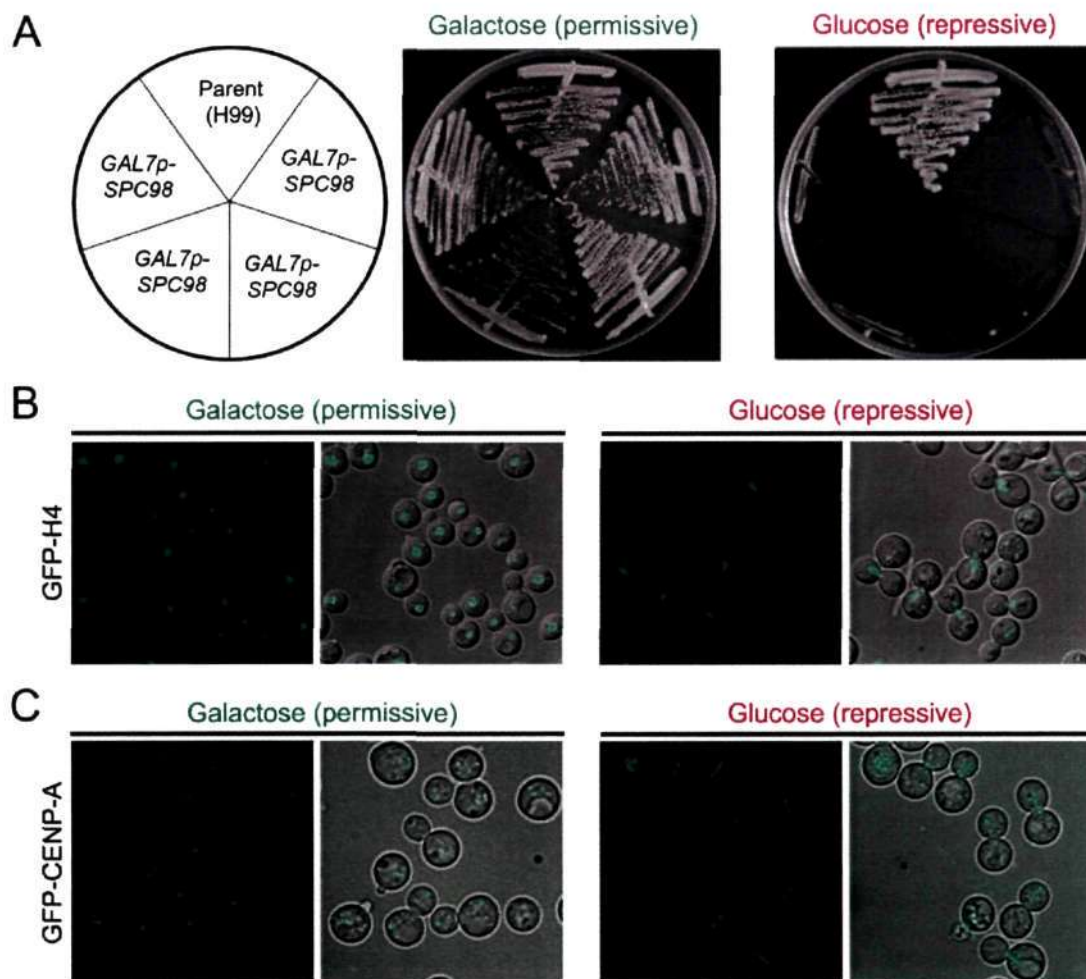 A
Galactose (permissive)
Glucose (repressive)
Parent
(H99)
GAL7p-
SPC98
GAL7p-
SPC98
GAL7p-
SPC98
GAL7p-
SPC98
B
Galactose (permissive)
Glucose (repressive)
GFP-H4
C
Galactose (permissive)
Glucose (repressive)
GFP-CENP-A